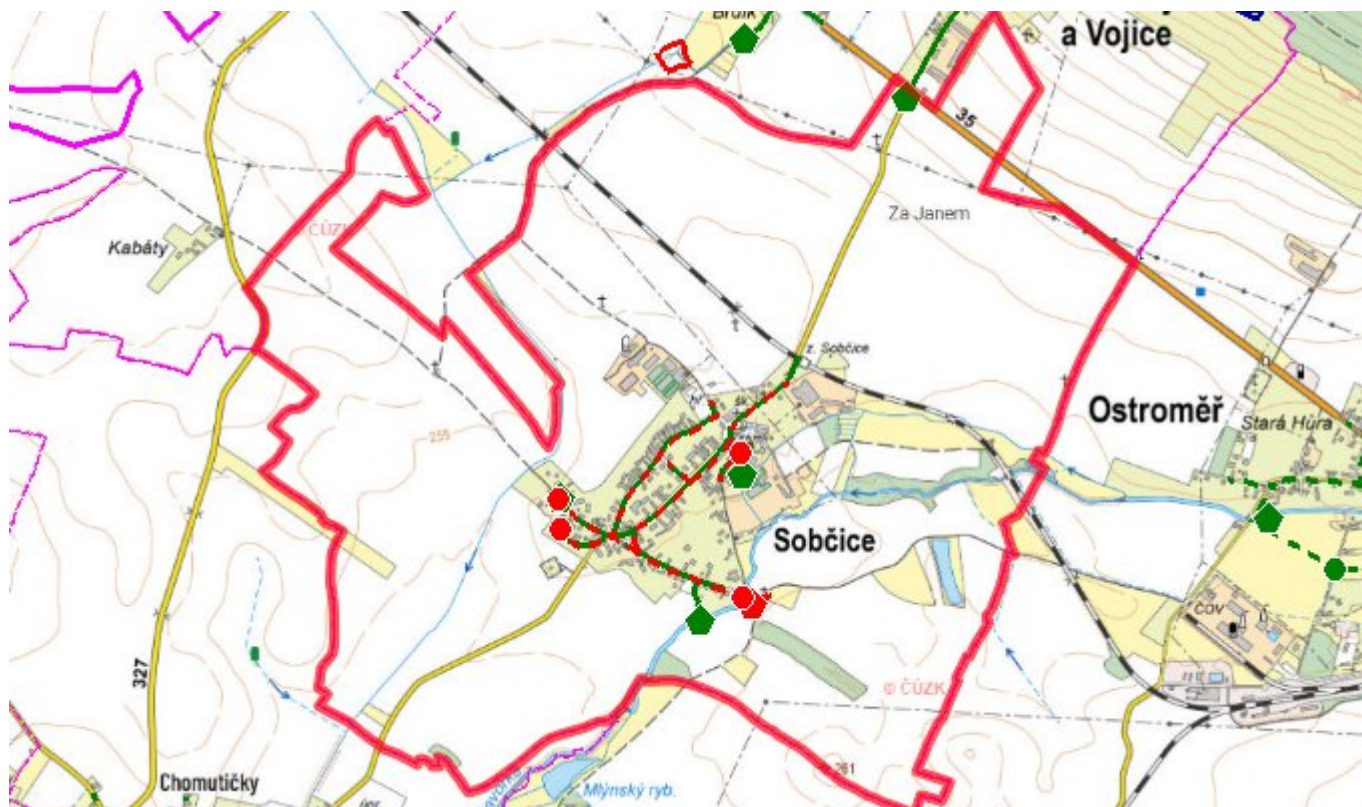 Brdlk
a Vojice
35
Za Janem
© ČÚZK
Kabáty
z. Sobčice
Ostroměř
Stará Hůra
255
Sobčice
ČOV
327
© ČÚZK
261
Chomutičky
Mlýnský ryb.